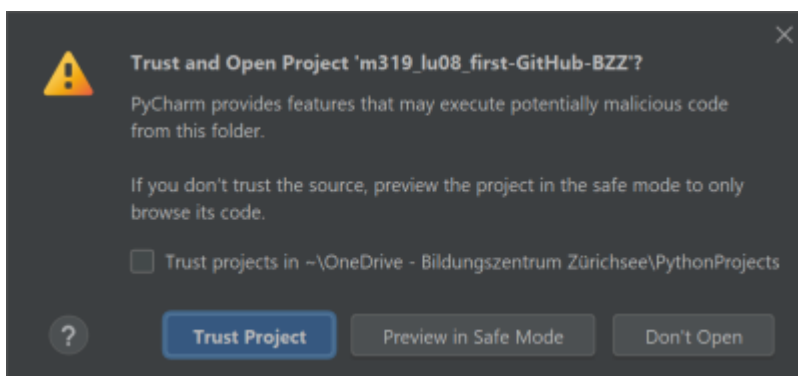 Trust and Open Project 'm319_lu08_first-GitHub-BZZ'?
PyCharm provides features that may execute potentially malicious code
from this folder.
If you don't trust the source, preview the project in the safe mode to only
browse its code.
Trust projects in ~\OneDrive - Bildungszentrum Zürichsee\PythonProjects
?
Trust Project
Preview in Safe Mode
Don't Open